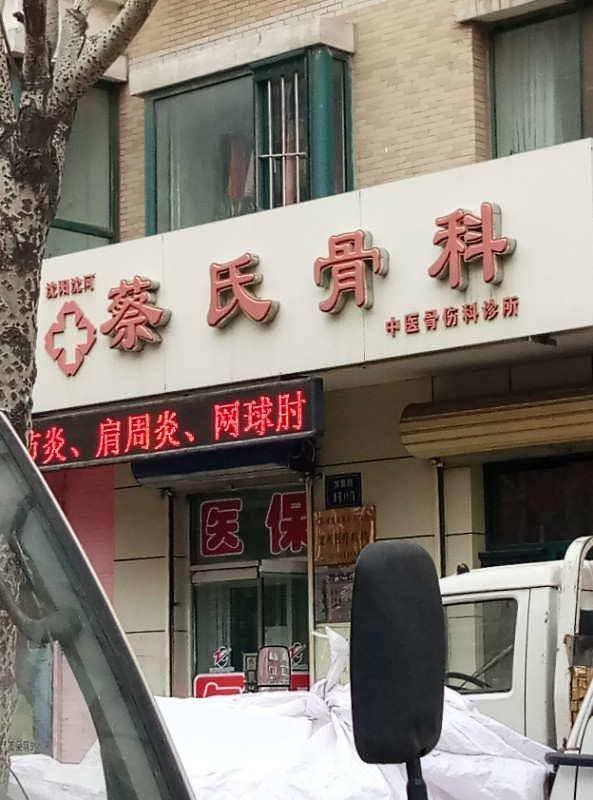 沈阳沈河
蔡氏骨科
中医骨伤科诊所
炎、肩周炎、网球肘
医保